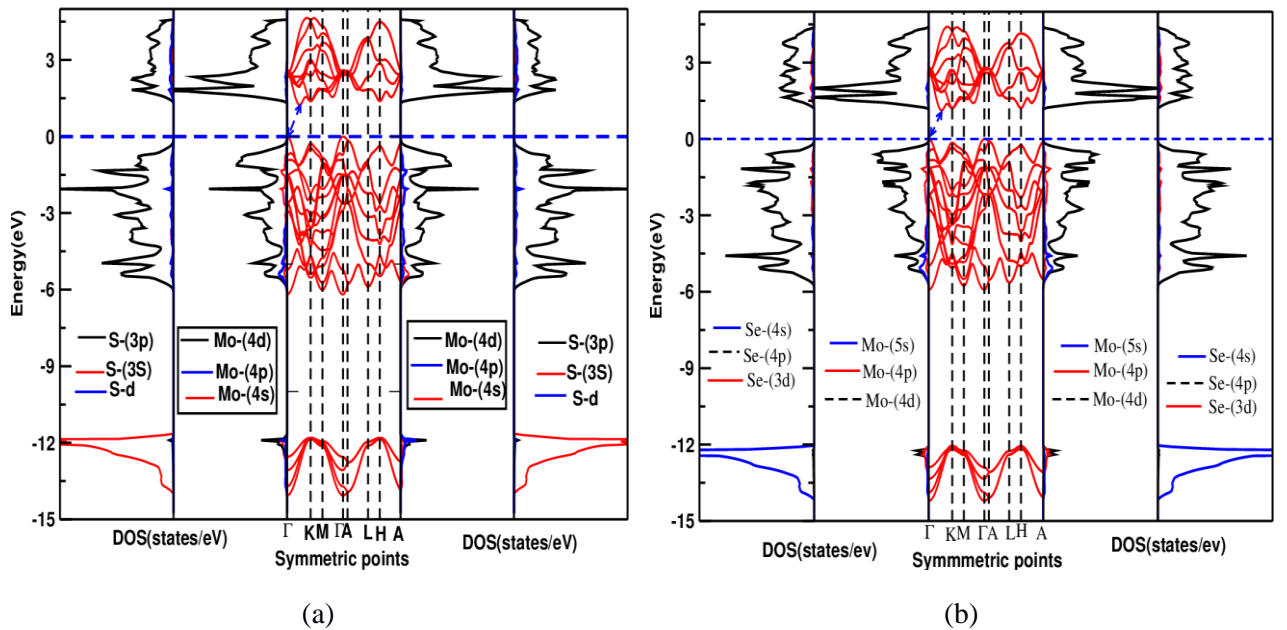 Energy(eV)
3
0
-3
-6
-9
-12
-15
S-(3p)
S-(3S)
S-d
Mo-(4d)
Mo-(4p)
Mo-(4s)
Mo-(4d)
Mo-(4p)
Mo-(4s)
S-(3p)
S-(3S)
S-d
Γ K M Γ A L H A
DOS(states/eV)
DOS(states/eV)
Symmetric points
(a)
Energy(eV)
3
0
-3
-6
-9
-12
-15
Se-(4s)
Se-(4p)
Se-(3d)
Mo-(5s)
Mo-(4p)
Mo-(4d)
Mo-(5s)
Mo-(4p)
Mo-(4d)
Se-(4s)
Se-(4p)
Se-(3d)
Γ K M Γ A L H A
DOS(states/ev)
DOS(states/ev)
Symmmetric points
(b)